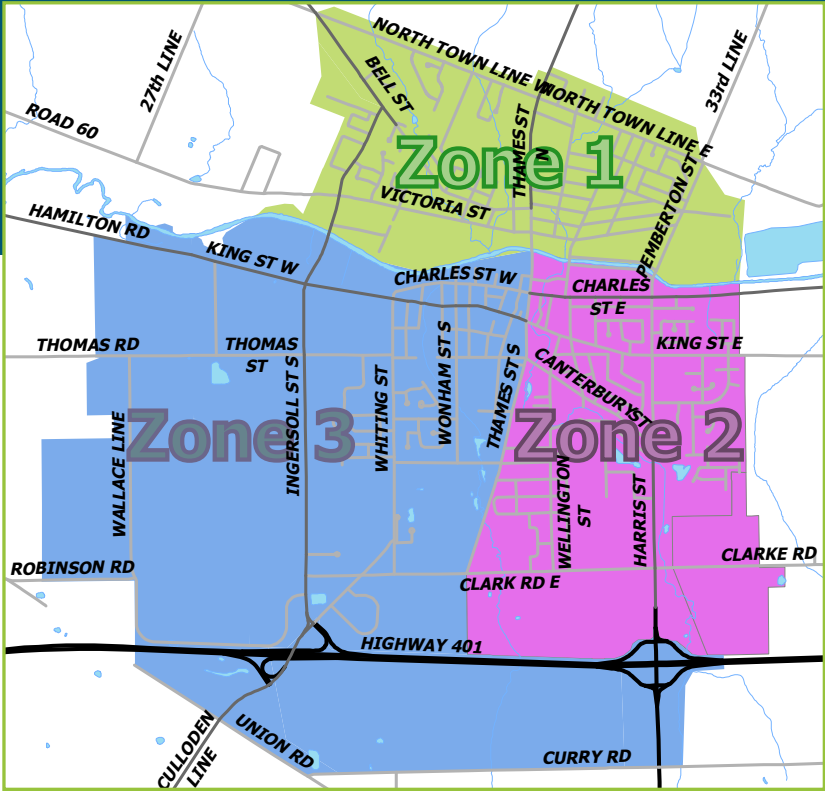 NORTH TOWN LINE W
27th LINE
33rd LINE
BELL ST
NORTH TOWN LINE E
ROAD 60
THAMES ST
N
Zone 1
VICTORIA ST
PEMBERTON ST
HAMILTON RD
KING ST W
CHARLES ST W
CHARLES
ST E
THOMAS RD
THOMAS
ST
KING ST E
INGERSOLL ST S
WHITING ST
WONHAM ST S
THAMES ST S
CANTERBURY ST
WALLACE LINE
Zone 3
Zone 2
WELLINGTON
ST
HARRIS ST
ROBINSON RD
CLARK RD E
CLARKE RD
HIGHWAY 401
CULLODEN
LINE
UNION RD
CURRY RD